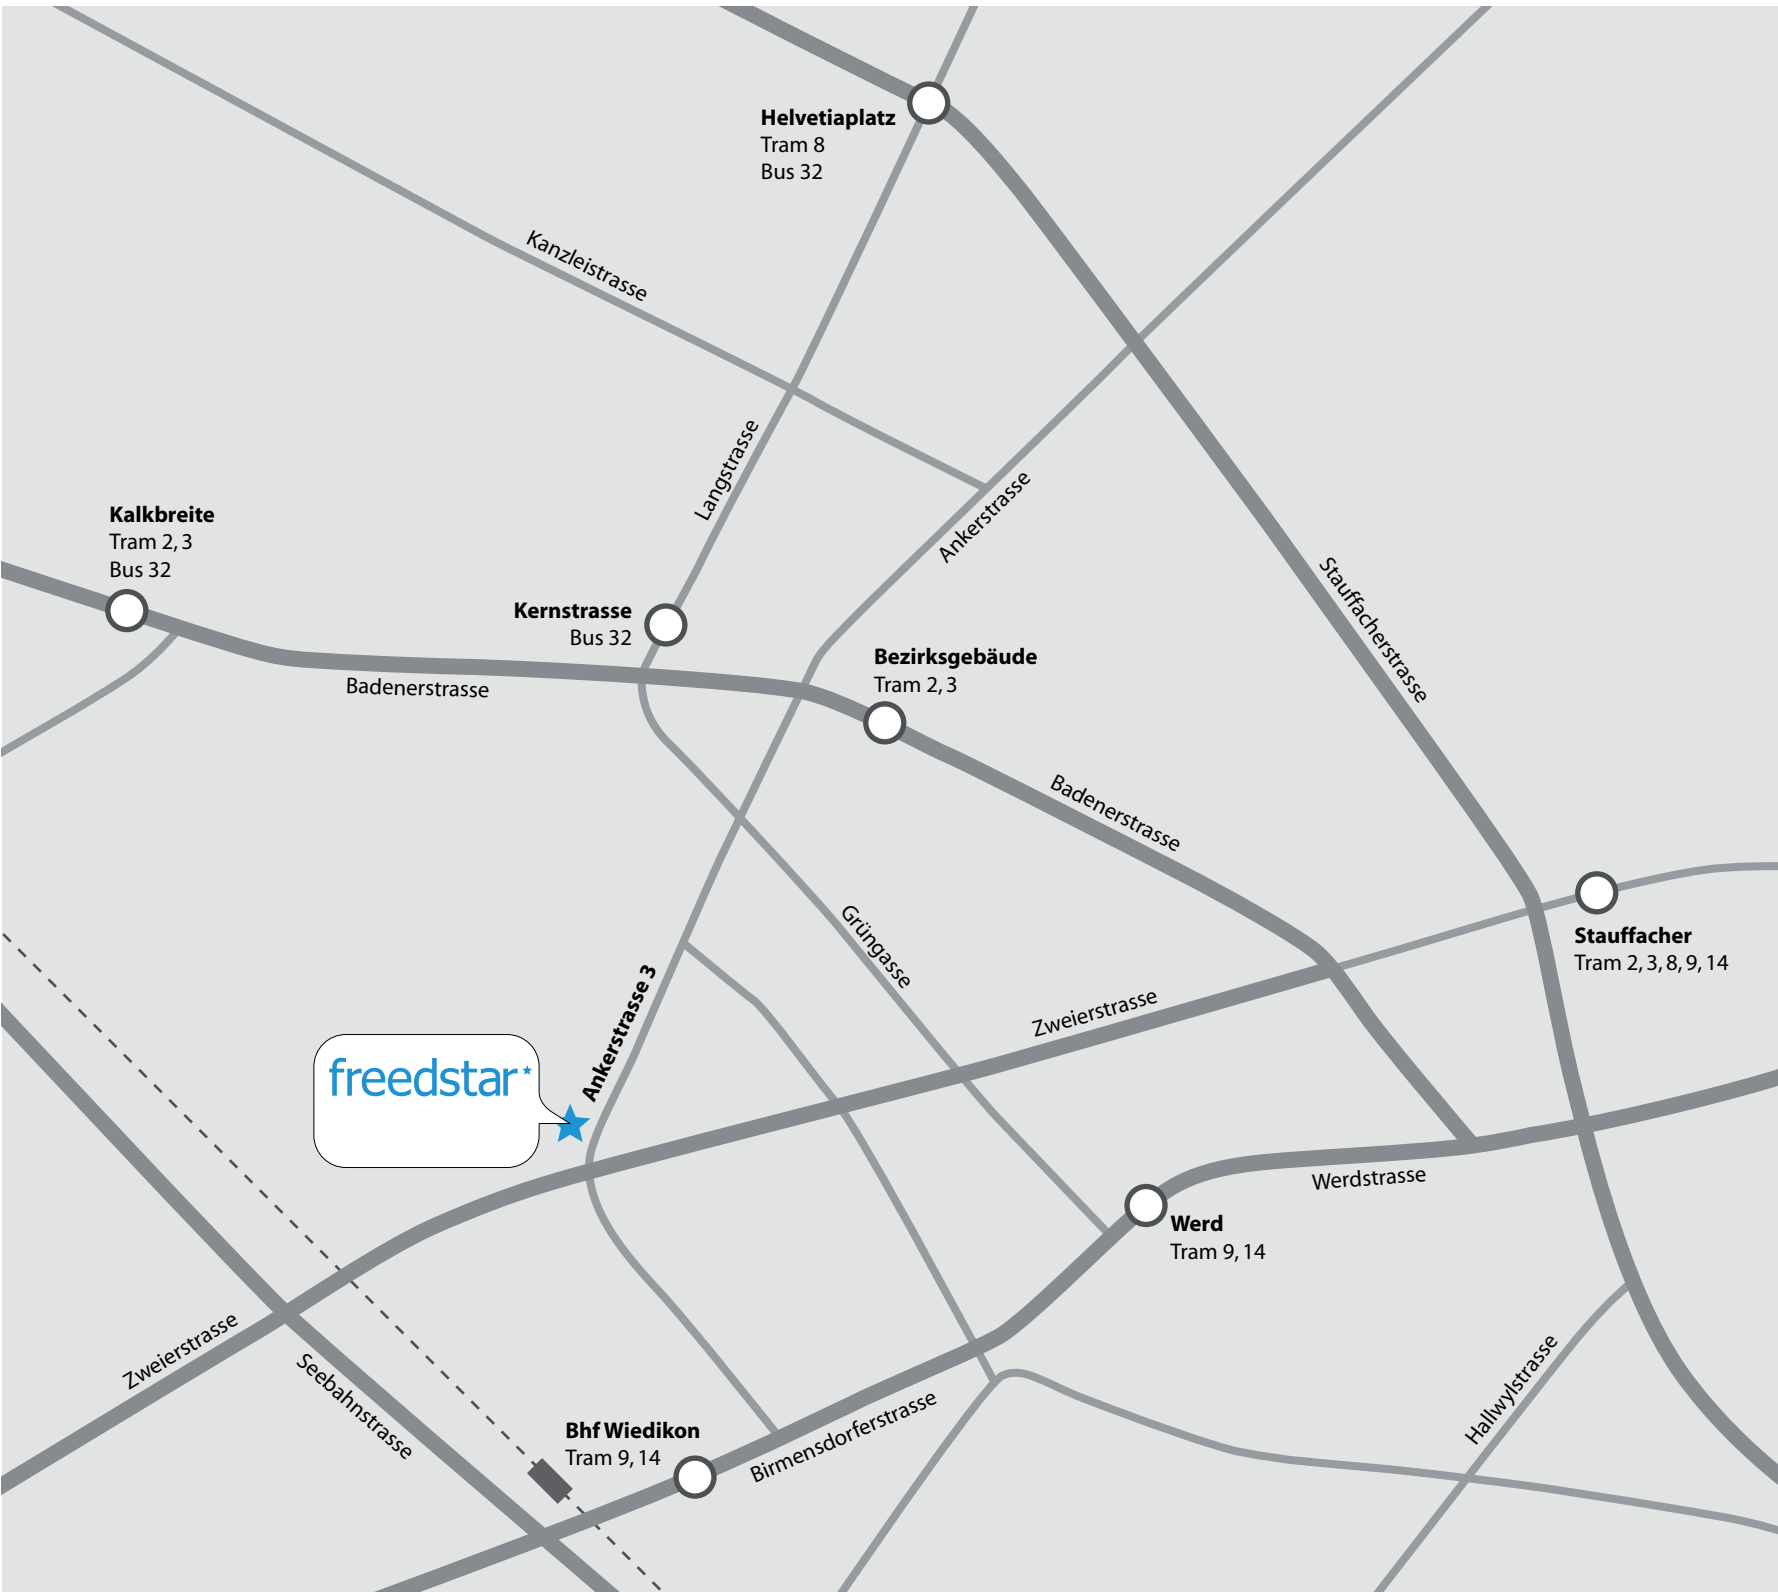 Helvetiaplatz
Tram 8
Bus 32
Kanzleistrasse
Langstrasse
Ankerstrasse
Kalkbreite
Tram 2, 3
Bus 32
Stauffacherstrasse
Kernstrasse
Bus 32
Bezirksgebäude
Tram 2, 3
Badenerstrasse
Badenerstrasse
Grüngasse
Stauffacher
Tram 2, 3, 8, 9, 14
Ankerstrasse 3
Zweierstrasse
freedstar
Werdstrasse
Werd
Tram 9, 14
Zweierstrasse
Seebahnstrasse
Hallwylstrasse
Bhf Wiedikon
Tram 9, 14
Birmensdorferstrasse